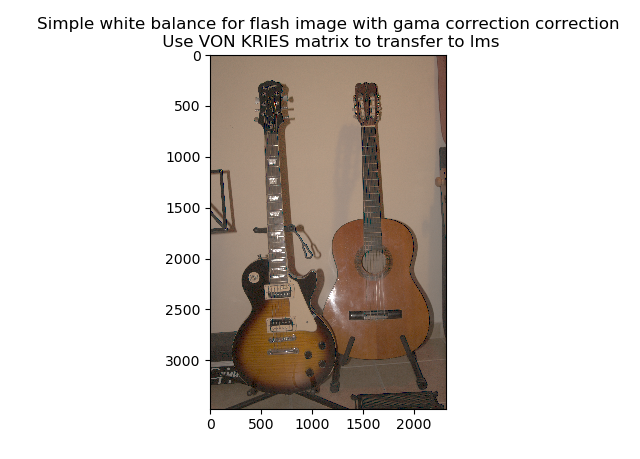 Simple white balance for flash image with gama correction correction
Use VON KRIES matrix to transfer to lms
0
500
1000
1500
2000
2500
3000
0 500 1000 1500 2000